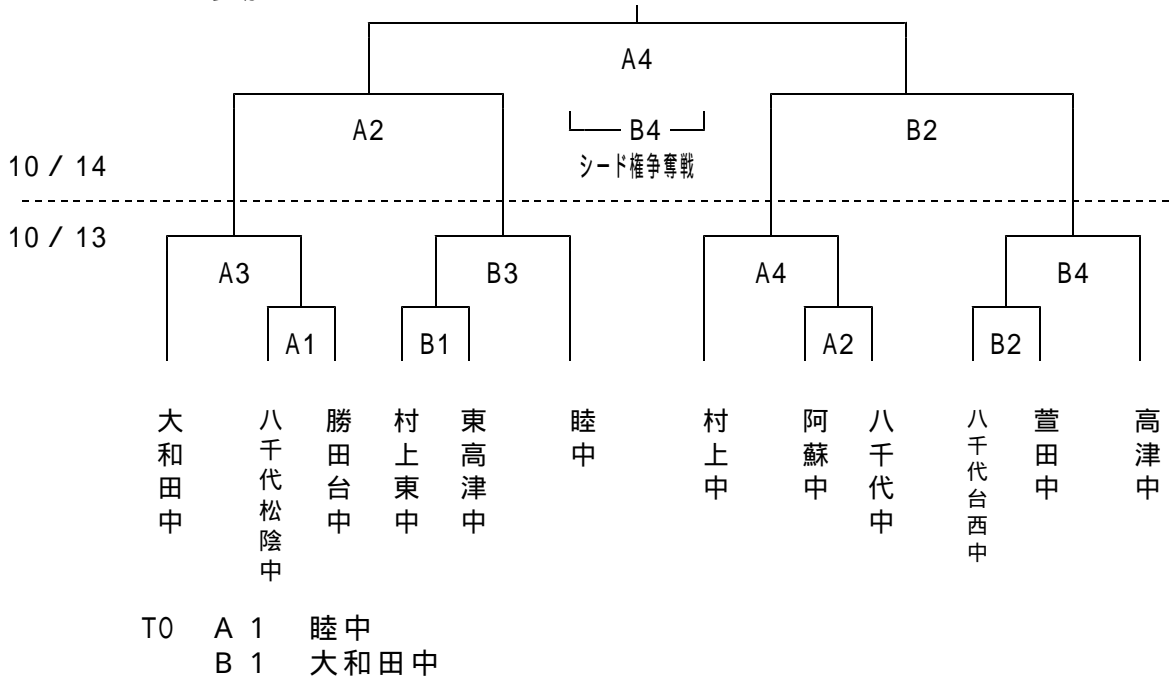 A4
A2
B4
B2
シード権争奪戦
10 / 14
10 / 13
A3
B3
A4
B4
A1
B1
A2
B2
大和田中
八千代松陰中
勝田台中
村上東中
東高津中
睦中
村上中
阿蘇中
八千代中
八千代台西中
萱田中
高津中
TO A 1 睦中
B 1 大和田中